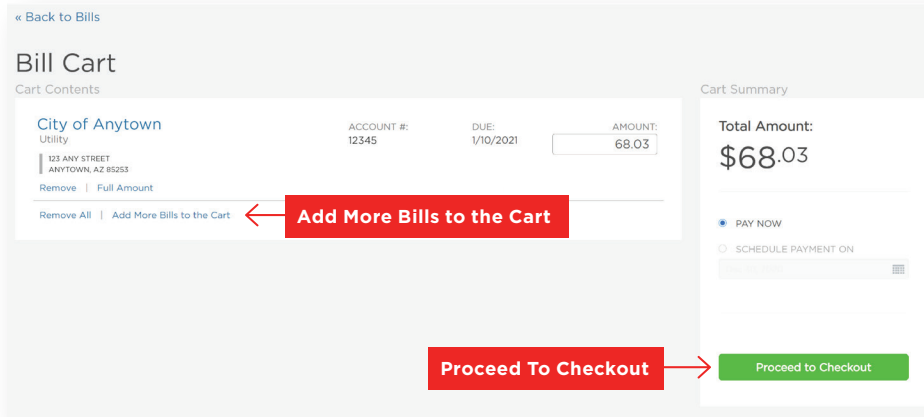 « Back to Bills
Bill Cart
Cart Contents
City of Anytown
Utility
123 ANY STREET
ANYTOWN, AZ 85253
Remove | Full Amount
ACCOUNT #:
12345
DUE:
1/10/2021
AMOUNT:
68.03
Remove All | Add More Bills to the Cart
Add More Bills to the Cart
Cart Summary
Total Amount:
$68.03
PAY NOW
SCHEDULE PAYMENT ON
Proceed To Checkout
Proceed to Checkout